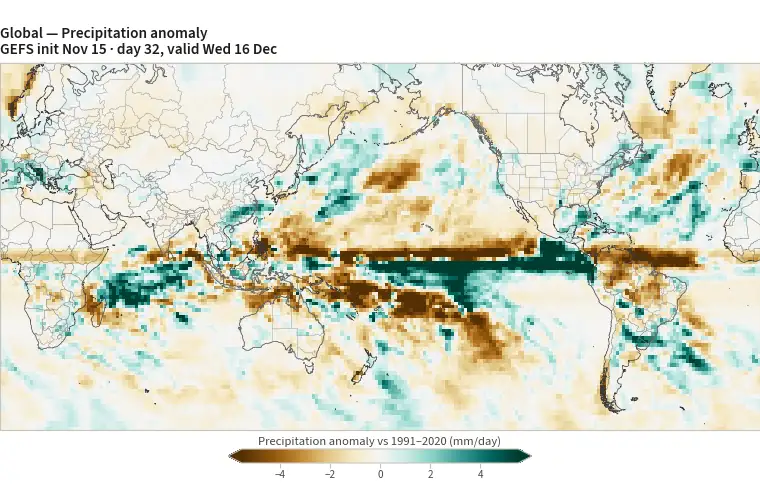 Global — Precipitation anomaly
GEFS init Nov 15 · day 32, valid Wed 16 Dec
Precipitation anomaly vs 1991–2020 (mm/day)
−4 −2 0 2 4